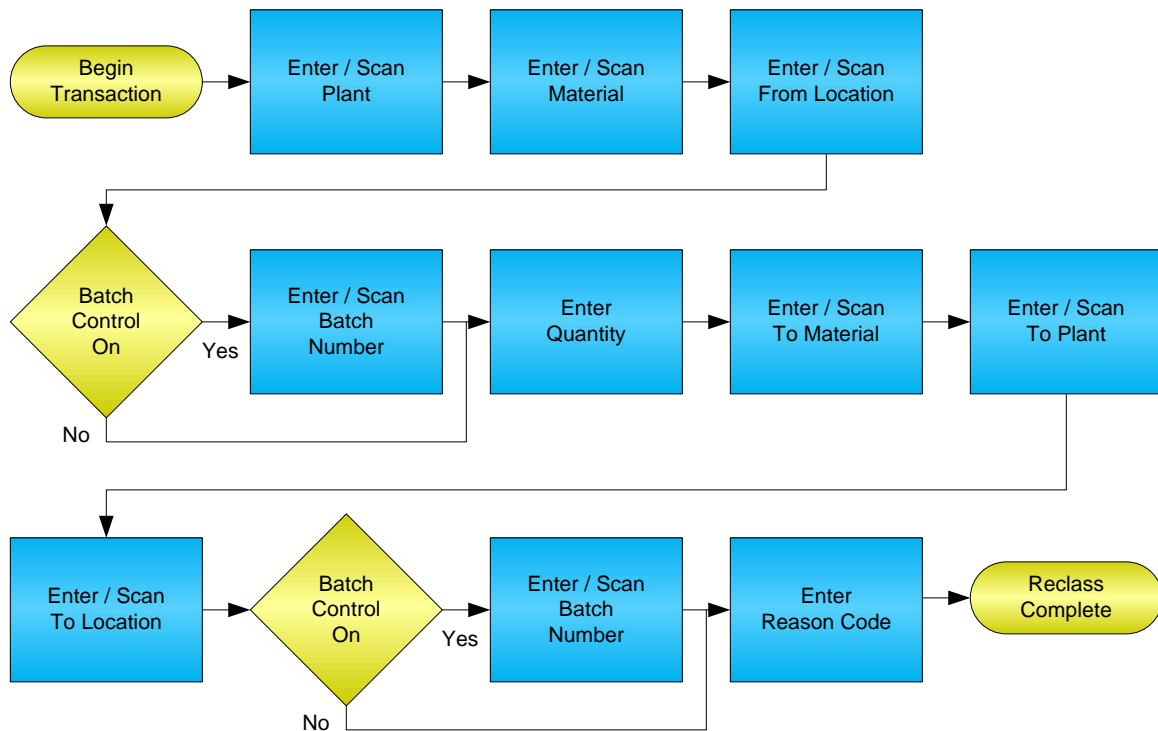 Begin
Transaction
Enter / Scan
Plant
Enter / Scan
Material
Enter / Scan
From Location
Batch
Control
On
Yes
No
Enter / Scan
Batch
Number
Enter
Quantity
Enter / Scan
To Material
Enter / Scan
To Plant
Enter / Scan
To Location
Batch
Control
On
Yes
No
Enter / Scan
Batch
Number
Enter
Reason Code
Reclass
Complete